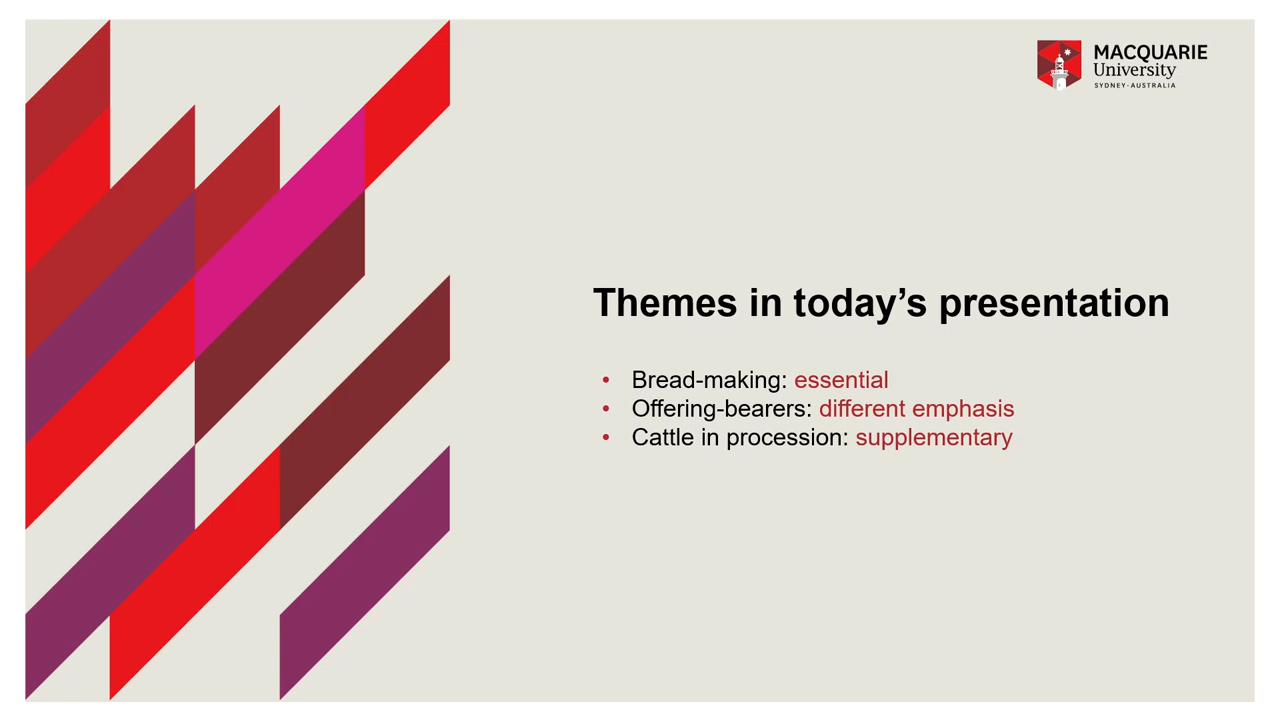 MACQUARIE
University
SYDNEY·AUSTRALIA
Themes in today’s presentation
• Bread-making: essential
• Offering-bearers: different emphasis
• Cattle in procession: supplementary